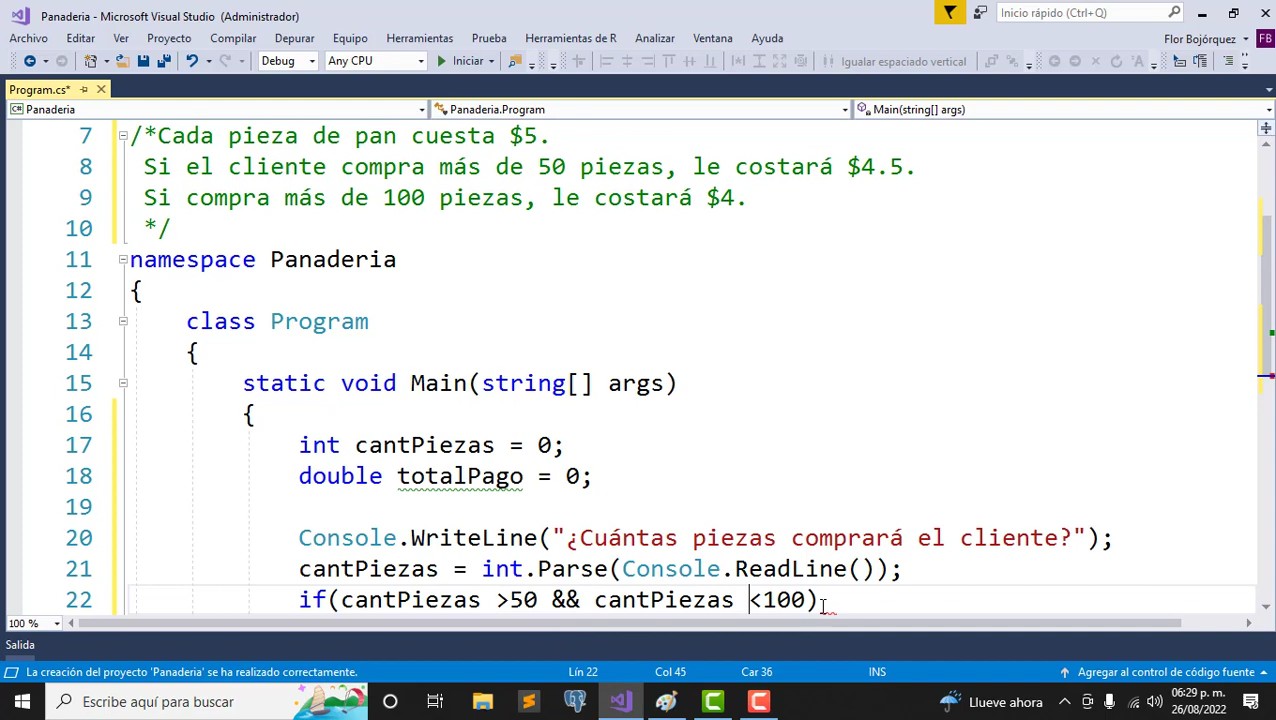 Panaderia - Microsoft Visual Studio (Administrador)
Inicio rápido (Ctrl+Q)
Archivo Editar Ver Proyecto Compilar Depurar Equipo Herramientas Prueba Herramientas de R Analizar Ventana Ayuda
Flor Bojórquez FB
Debug Any CPU Iniciar Igualar espaciado vertical
Program.cs*
Panaderia Panaderia.Program Main(string[] args)
7 /*Cada pieza de pan cuesta $5.
8 Si el cliente compra más de 50 piezas, le costará $4.5.
9 Si compra más de 100 piezas, le costará $4.
10 */
11 namespace Panaderia
12 {
13 class Program
14 {
15 static void Main(string[] args)
16 {
17 int cantPiezas = 0;
18 double totalPago = 0;
19
20 Console.WriteLine("¿Cuántas piezas comprará el cliente?");
21 cantPiezas = int.Parse(Console.ReadLine());
22 if(cantPiezas >50 && cantPiezas <100)
100 %
Salida
La creación del proyecto 'Panaderia' se ha realizado correctamente. Lín 22 Col 45 Car 36 INS Agregar al control de código fuente
Escribe aquí para buscar
Llueve ahora
06:29 p. m.
26/08/2022